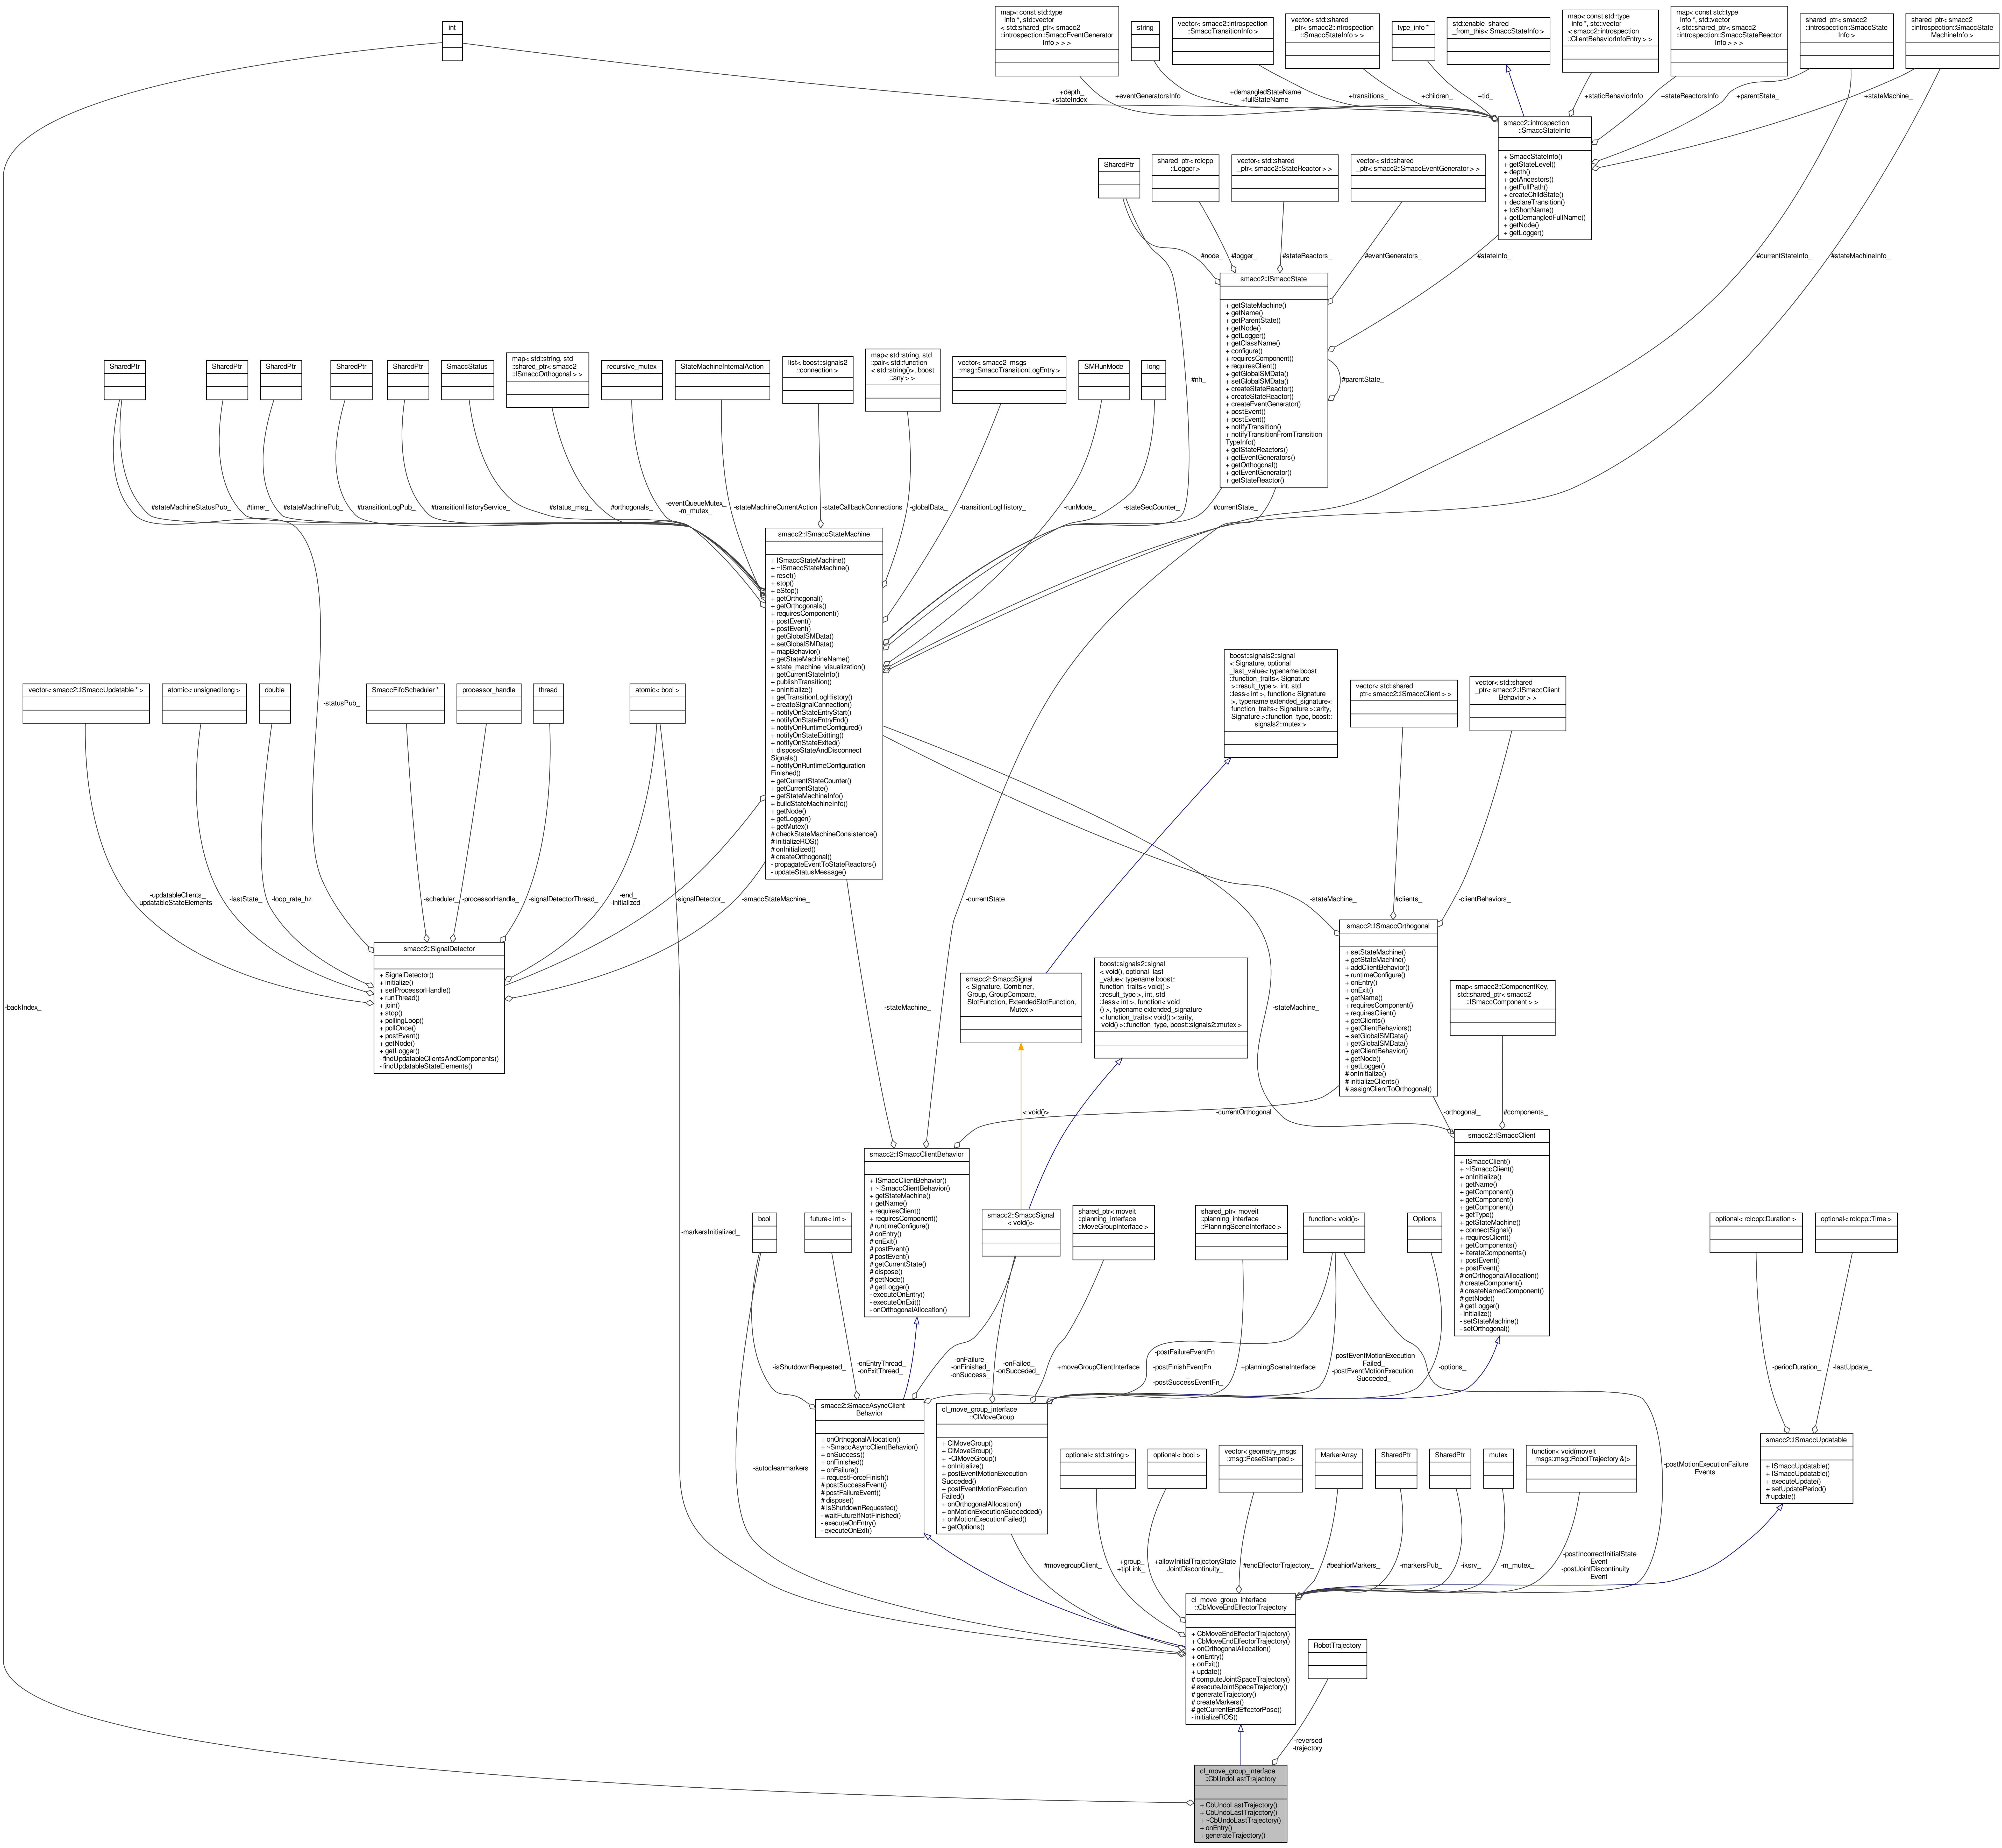 int
map< const std::type
_info *, std::vector
< std::shared_ptr< smacc2
::introspection::SmaccEventGenerator
Info > > >
string
vector< smacc2::introspection
::SmaccTransitionInfo >
vector< std::shared
_ptr< smacc2::introspection
::SmaccStateInfo > >
type_info *
std::enable_shared
_from_this< SmaccStateInfo >
map< const std::type
_info *, std::vector
< smacc2::introspection
::ClientBehaviorInfoEntry > >
map< const std::type
_info *, std::vector
< std::shared_ptr< smacc2
::introspection::SmaccStateReactor
Info > > >
shared_ptr< smacc2
::introspection::SmaccState
Info >
shared_ptr< smacc2
::introspection::SmaccState
MachineInfo >
+depth_
+stateIndex_
+eventGeneratorsInfo
+demangledStateName
+fullStateName
+transitions_
+children_
+tid_
+staticBehaviorInfo
+stateReactorsInfo
+parentState_
+stateMachine_
smacc2::introspection
::SmaccStateInfo
+ SmaccStateInfo()
+ getStateLevel()
+ depth()
+ getAncestors()
+ getFullPath()
+ createChildState()
+ declareTransition()
+ toShortName()
+ getDemangledFullName()
+ getNode()
+ getLogger()
SharedPtr
shared_ptr< rclcpp
::Logger >
vector< std::shared
_ptr< smacc2::StateReactor > >
vector< std::shared
_ptr< smacc2::SmaccEventGenerator > >
#node_
#logger_
#stateReactors_
#eventGenerators_
#stateInfo_
#currentStateInfo_
#stateMachineInfo_
smacc2::ISmaccState
+ getStateMachine()
+ getName()
+ getParentState()
+ getNode()
+ getLogger()
+ getClassName()
+ configure()
+ requiresComponent()
+ requiresClient()
+ getGlobalSMData()
+ setGlobalSMData()
+ createStateReactor()
+ createStateReactor()
+ createEventGenerator()
+ postEvent()
+ postEvent()
+ notifyTransition()
+ notifyTransitionFromTransition
TypeInfo()
+ getStateReactors()
+ getEventGenerators()
+ getOrthogonal()
+ getEventGenerator()
+ getStateReactor()
#parentState_
#nh_
SharedPtr
SharedPtr
SharedPtr
SharedPtr
SharedPtr
SmaccStatus
map< std::string, std
::shared_ptr< smacc2
::ISmaccOrthogonal > >
recursive_mutex
StateMachineInternalAction
list< boost::signals2
::connection >
map< std::string, std
::pair< std::function
< std::string()>, boost
::any > >
vector< smacc2_msgs
::msg::SmaccTransitionLogEntry >
SMRunMode
long
#stateMachineStatusPub_
#timer_
#stateMachinePub_
#transitionLogPub_
#transitionHistoryService_
#status_msg_
#orthogonals_
-eventQueueMutex_
-m_mutex_
-stateMachineCurrentAction
-stateCallbackConnections
-globalData_
-transitionLogHistory_
-runMode_
-stateSeqCounter_
#currentState_
smacc2::ISmaccStateMachine
+ ISmaccStateMachine()
+ ~ISmaccStateMachine()
+ reset()
+ stop()
+ eStop()
+ getOrthogonal()
+ getOrthogonals()
+ requiresComponent()
+ postEvent()
+ postEvent()
+ getGlobalSMData()
+ setGlobalSMData()
+ mapBehavior()
+ getStateMachineName()
+ state_machine_visualization()
+ getCurrentStateInfo()
+ publishTransition()
+ onInitialize()
+ getTransitionLogHistory()
+ createSignalConnection()
+ notifyOnStateEntryStart()
+ notifyOnStateEntryEnd()
+ notifyOnRuntimeConfigured()
+ notifyOnStateExitting()
+ notifyOnStateExited()
+ disposeStateAndDisconnect
Signals()
+ notifyOnRuntimeConfiguration
Finished()
+ getCurrentStateCounter()
+ getCurrentState()
+ getStateMachineInfo()
+ buildStateMachineInfo()
+ getNode()
+ getLogger()
+ getMutex()
# checkStateMachineConsistence()
# initializeROS()
# onInitialized()
# createOrthogonal()
- propagateEventToStateReactors()
- updateStatusMessage()
vector< smacc2::ISmaccUpdatable * >
atomic< unsigned long >
double
SmaccFifoScheduler *
processor_handle
thread
atomic< bool >
-statusPub_
-updatableClients_
-updatableStateElements_
-lastState_
-loop_rate_hz
-scheduler_
-processorHandle_
-signalDetectorThread_
-end_
-initialized_
-signalDetector_
-smaccStateMachine_
smacc2::SignalDetector
+ SignalDetector()
+ initialize()
+ setProcessorHandle()
+ runThread()
+ join()
+ stop()
+ pollingLoop()
+ pollOnce()
+ postEvent()
+ getNode()
+ getLogger()
- findUpdatableClientsAndComponents()
- findUpdatableStateElements()
boost::signals2::signal
< Signature, optional
_last_value< typename boost
::function_traits< Signature
>::result_type >, int, std
::less< int >, function< Signature
>, typename extended_signature<
function_traits< Signature >::arity,
Signature >::function_type, boost::
signals2::mutex >
vector< std::shared
_ptr< smacc2::ISmaccClient > >
vector< std::shared
_ptr< smacc2::ISmaccClient
Behavior > >
-currentState
-stateMachine_
#clients_
-clientBehaviors_
smacc2::ISmaccOrthogonal
+ setStateMachine()
+ getStateMachine()
+ addClientBehavior()
+ runtimeConfigure()
+ onEntry()
+ onExit()
+ getName()
+ requiresComponent()
+ requiresClient()
+ getClients()
+ getClientBehaviors()
+ setGlobalSMData()
+ getGlobalSMData()
+ getClientBehavior()
+ getNode()
+ getLogger()
# onInitialize()
# initializeClients()
# assignClientToOrthogonal()
smacc2::SmaccSignal
< Signature, Combiner,
Group, GroupCompare,
SlotFunction, ExtendedSlotFunction,
Mutex >
boost::signals2::signal
< void(), optional_last
_value< typename boost::
function_traits< void() >
::result_type >, int, std
::less< int >, function< void
() >, typename extended_signature
< function_traits< void() >::arity,
void() >::function_type, boost::signals2::mutex >
map< smacc2::ComponentKey,
std::shared_ptr< smacc2
::ISmaccComponent > >
-backIndex_
-stateMachine_
-stateMachine_
< void()>
-currentOrthogonal
-orthogonal_
#components_
smacc2::ISmaccClientBehavior
+ ISmaccClientBehavior()
+ ~ISmaccClientBehavior()
+ getStateMachine()
+ getName()
+ requiresClient()
+ requiresComponent()
# runtimeConfigure()
# onEntry()
# onExit()
# postEvent()
# postEvent()
# getCurrentState()
# dispose()
# getNode()
# getLogger()
- executeOnEntry()
- executeOnExit()
- onOrthogonalAllocation()
smacc2::ISmaccClient
+ ISmaccClient()
+ ~ISmaccClient()
+ onInitialize()
+ getName()
+ getComponent()
+ getComponent()
+ getComponent()
+ getType()
+ getStateMachine()
+ connectSignal()
+ requiresClient()
+ getComponents()
+ iterateComponents()
+ postEvent()
+ postEvent()
# onOrthogonalAllocation()
# createComponent()
# createNamedComponent()
# getNode()
# getLogger()
- initialize()
- setStateMachine()
- setOrthogonal()
bool
future< int >
smacc2::SmaccSignal
< void()>
shared_ptr< moveit
::planning_interface
::MoveGroupInterface >
shared_ptr< moveit
::planning_interface
::PlanningSceneInterface >
function< void()>
Options
optional< rclcpp::Duration >
optional< rclcpp::Time >
-markersInitialized_
-isShutdownRequested_
-onEntryThread_
-onExitThread_
-onFailure_
-onFinished_
-onSuccess_
-onFailed_
-onSucceded_
+moveGroupClientInterface
-postFailureEventFn
_
-postFinishEventFn
_
-postSuccessEventFn_
+planningSceneInterface
-postEventMotionExecution
Failed_
-postEventMotionExecution
Succeded_
-options_
-periodDuration_
-lastUpdate_
smacc2::SmaccAsyncClient
Behavior
+ onOrthogonalAllocation()
+ ~SmaccAsyncClientBehavior()
+ onSuccess()
+ onFinished()
+ onFailure()
+ requestForceFinish()
# postSuccessEvent()
# postFailureEvent()
# dispose()
# isShutdownRequested()
- waitFutureIfNotFinished()
- executeOnEntry()
- executeOnExit()
cl_move_group_interface
::ClMoveGroup
+ ClMoveGroup()
+ ClMoveGroup()
+ ~ClMoveGroup()
+ onInitialize()
+ postEventMotionExecution
Succeded()
+ postEventMotionExecution
Failed()
+ onOrthogonalAllocation()
+ onMotionExecutionSuccedded()
+ onMotionExecutionFailed()
+ getOptions()
optional< std::string >
optional< bool >
vector< geometry_msgs
::msg::PoseStamped >
MarkerArray
SharedPtr
SharedPtr
mutex
function< void(moveit
_msgs::msg::RobotTrajectory &)>
smacc2::ISmaccUpdatable
+ ISmaccUpdatable()
+ ISmaccUpdatable()
+ executeUpdate()
+ setUpdatePeriod()
# update()
-autocleanmarkers
-postMotionExecutionFailure
Events
#movegroupClient_
+group_
+tipLink_
+allowInitialTrajectoryState
JointDiscontinuity_
#endEffectorTrajectory_
#beahiorMarkers_
-markersPub_
-iksrv_
-m_mutex_
-postIncorrectInitialState
Event
-postJointDiscontinuity
Event
cl_move_group_interface
::CbMoveEndEffectorTrajectory
+ CbMoveEndEffectorTrajectory()
+ CbMoveEndEffectorTrajectory()
+ onOrthogonalAllocation()
+ onEntry()
+ onExit()
+ update()
# computeJointSpaceTrajectory()
# executeJointSpaceTrajectory()
# generateTrajectory()
# createMarkers()
# getCurrentEndEffectorPose()
- initializeROS()
RobotTrajectory
-reversed
-trajectory
cl_move_group_interface
::CbUndoLastTrajectory
+ CbUndoLastTrajectory()
+ CbUndoLastTrajectory()
+ ~CbUndoLastTrajectory()
+ onEntry()
+ generateTrajectory()